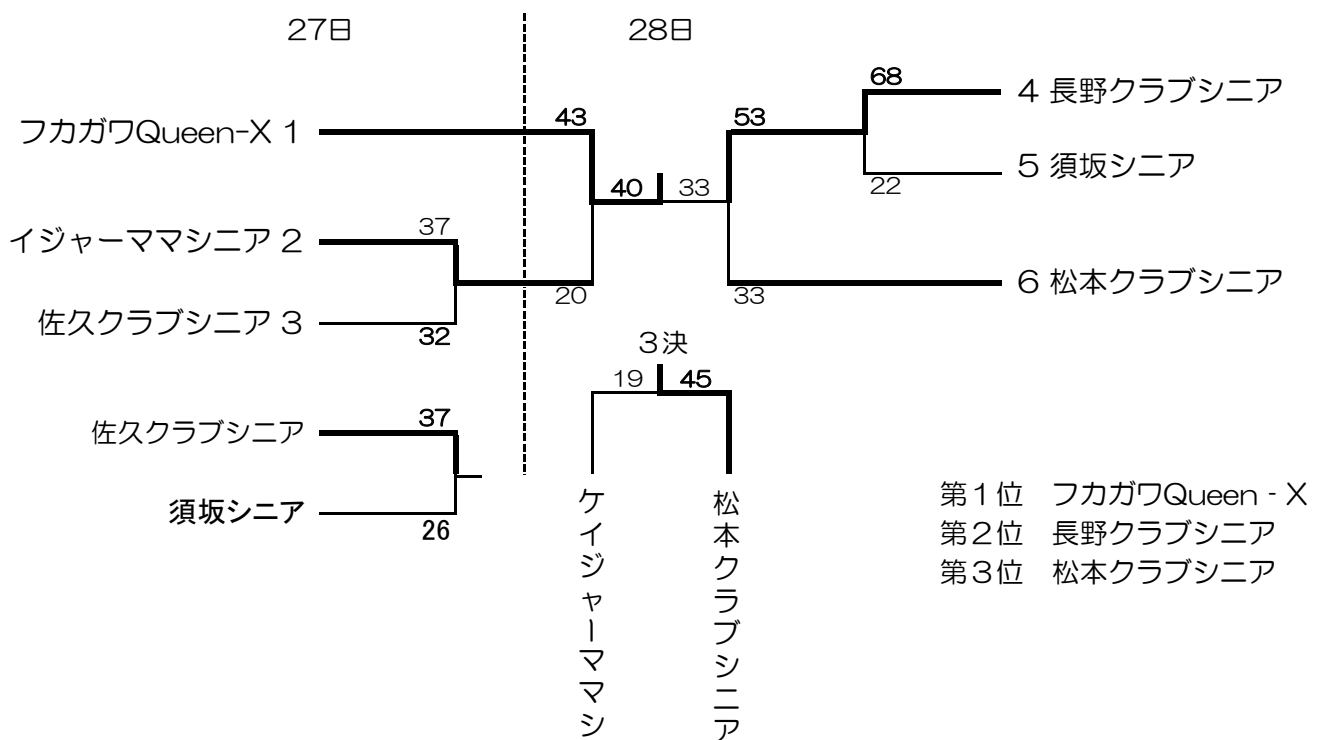 27日
28日
フカガワQueen-X 1
イジャーママシニア 2
佐久クラブシニア 3
佐久クラブシニア
須坂シニア
43
37
32
20
37
26
40
33
53
33
68
22
4 長野クラブシニア
5 須坂シニア
6 松本クラブシニア
3決
19
45
ケイジャーママシ
松本クラブシニア
第1位 フカガワQueen - X
第2位 長野クラブシニア
第3位 松本クラブシニア